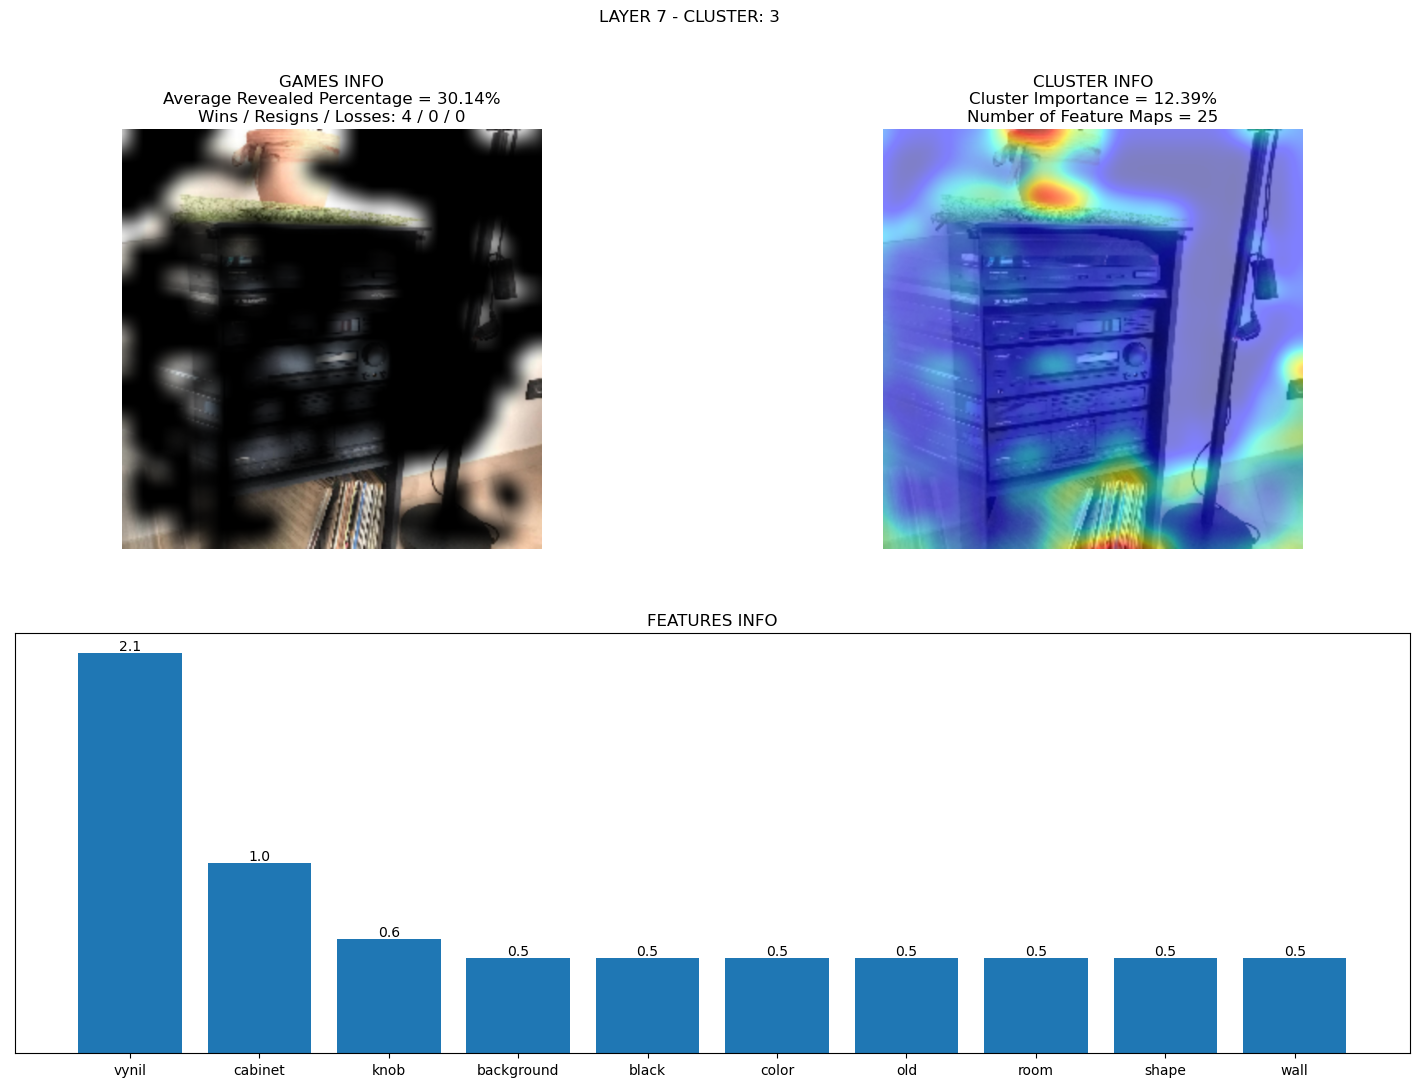 LAYER 7 - CLUSTER: 3
GAMES INFO
Average Revealed Percentage = 30.14%
Wins / Resigns / Losses: 4 / 0 / 0
CLUSTER INFO
Cluster Importance = 12.39%
Number of Feature Maps = 25
FEATURES INFO
2.1
1.0
0.6
0.5
0.5
0.5
0.5
0.5
0.5
0.5
vynil
cabinet
knob
background
black
color
old
room
shape
wall